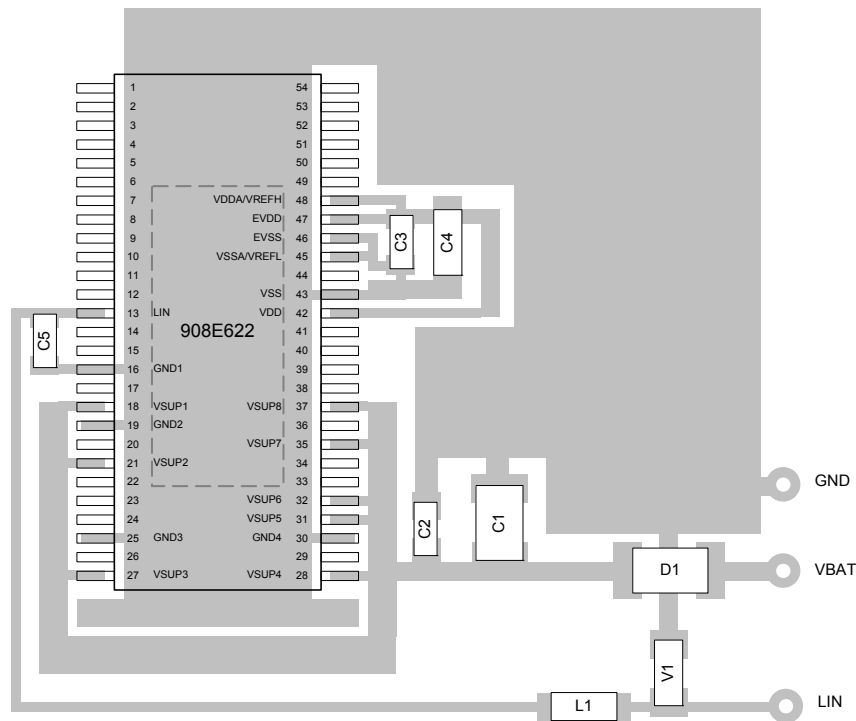 1 54
2 53
3 52
4 51
5 50
6 49
7 VDDA/VREFH 48
8 EVDD 47
9 EVSS 46
10 VSSA/VREFL 45
11 44
12 VSS 43
13 LIN VDD 42
14 41
15 40
16 GND1 39
17 38
18 VSUP1 VSUP8 37
19 GND2 36
20 VSUP7 35
21 VSUP2 34
22 33
23 VSUP6 32
24 VSUP5 31
25 GND3 GND4 30
26 29
27 VSUP3 VSUP4 28
908E622
C3
C4
C5
C2
C1
GND
D1
VBAT
V1
L1
LIN